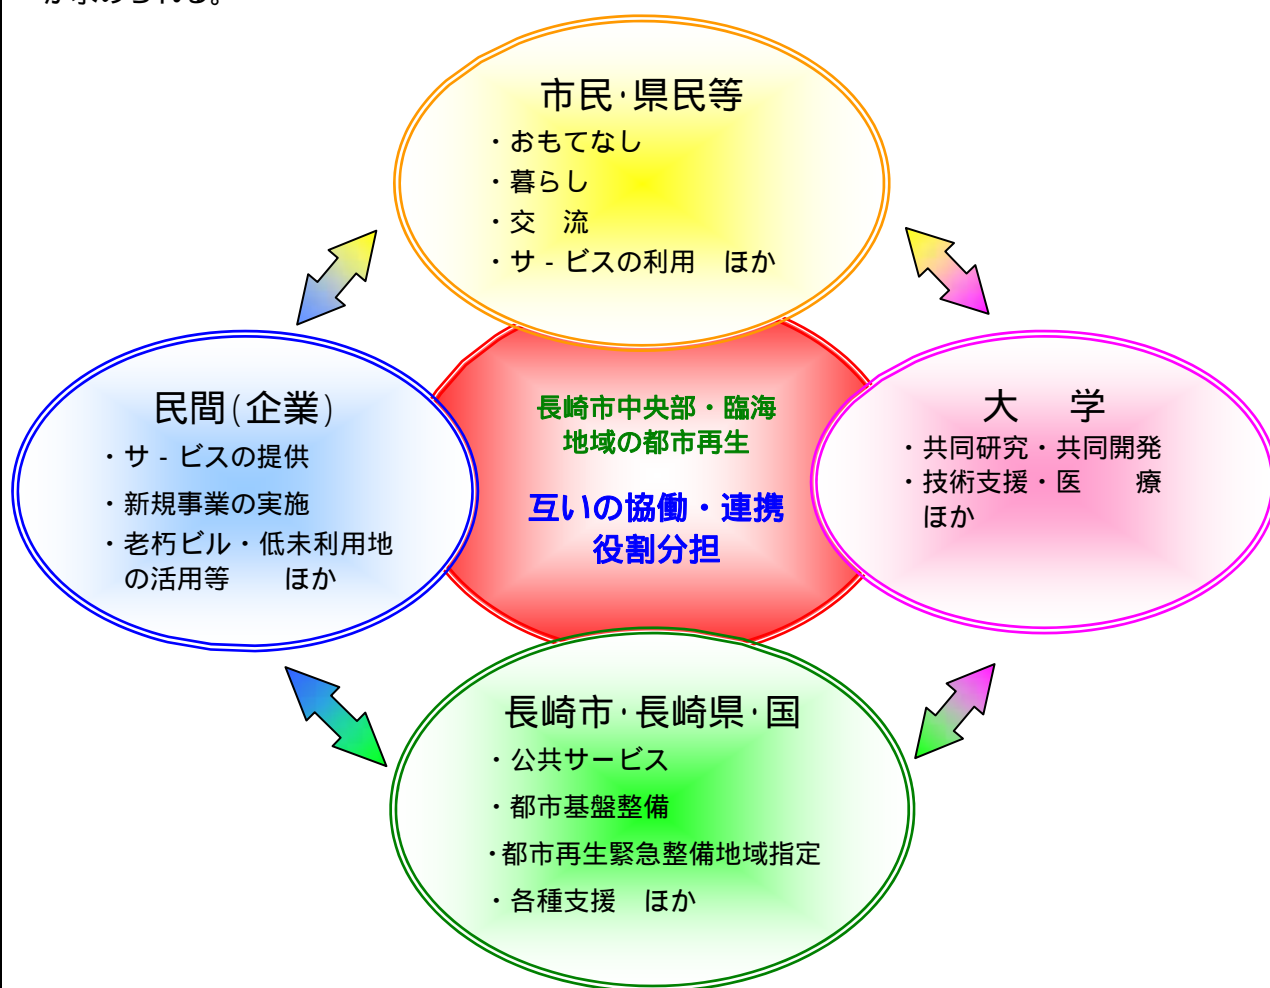 が求められる。
市民･県民等
・おもてなし
・暮らし
・交　流
・サ‐ビスの利用　ほか
民間(企業)
・サ‐ビスの提供
・新規事業の実施
・老朽ビル・低未利用地
の活用等　　ほか
長崎市中央部・臨海
地域の都市再生
互いの協働・連携
役割分担
大　学
・共同研究・共同開発
・技術支援・医　　療
ほか
長崎市･長崎県･国
・公共サービス
・都市基盤整備
・都市再生緊急整備地域指定
・各種支援　ほか